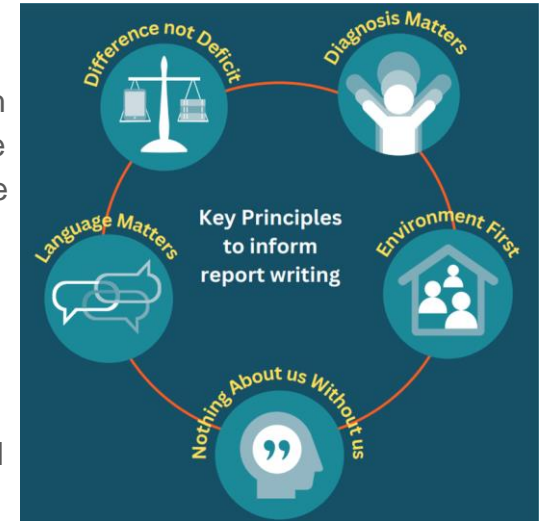 Difference not Deficit
Diagnosis Matters
Language Matters
Key Principles
to inform
report writing
Environment First
Nothing About us Without us